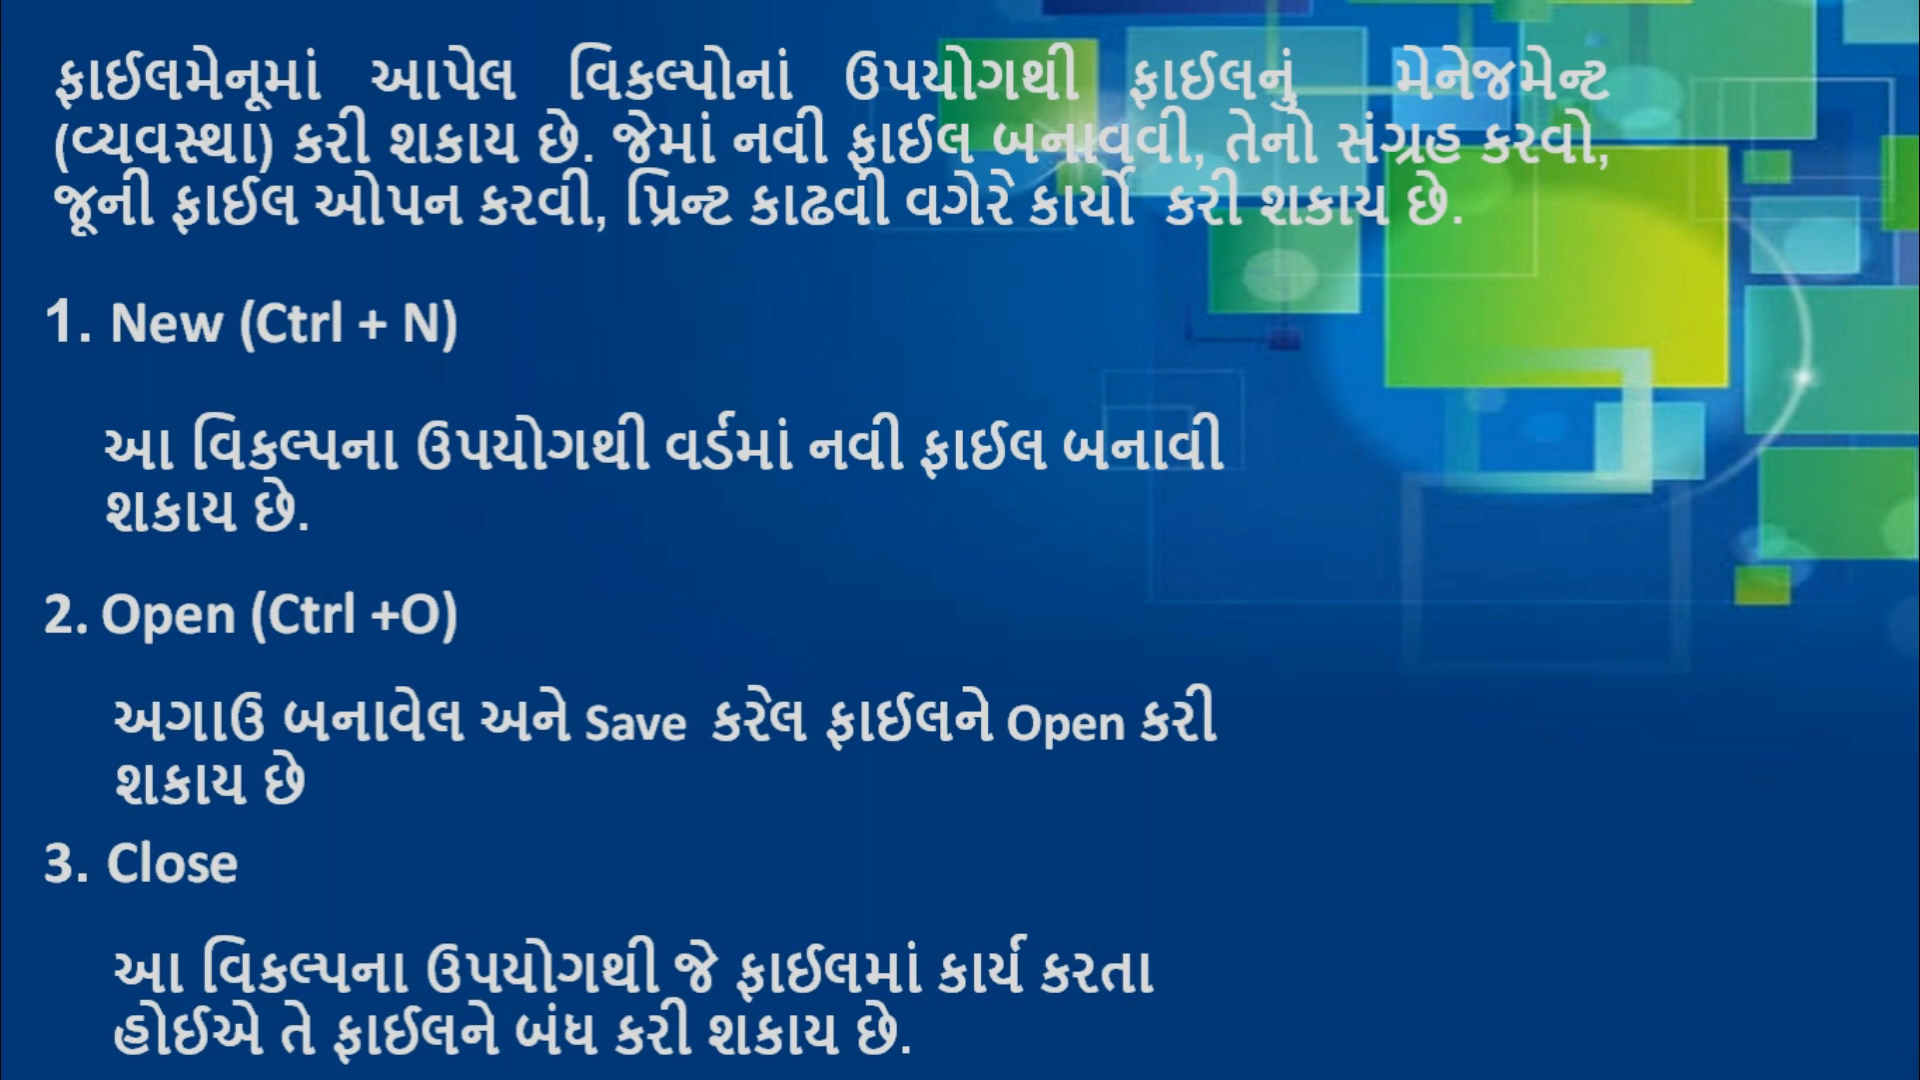 ફાઈલમેનૂમાં આપેલ વિકલ્પોનાં ઉપયોગથી ફાઈલનું મેનેજમેન્ટ
(વ્યવસ્થા) કરી શકાય છે. જેમાં નવી ફાઈલ બનાવવી, તેનો સંગ્રહ કરવો,
જૂની ફાઈલ ઓપન કરવી, પ્રિન્ટ કાઢવી વગેરે કાર્યો કરી શકાય છે.
1. New (Ctrl + N)
આ વિકલ્પના ઉપયોગથી વર્ડમાં નવી ફાઈલ બનાવી
શકાય છે.
2. Open (Ctrl +O)
અગાઉ બનાવેલ અને Save કરેલ ફાઈલને Open કરી
શકાય છે
3. Close
આ વિકલ્પના ઉપયોગથી જે ફાઈલમાં કાર્ય કરતા
હોઈએ તે ફાઈલને બંધ કરી શકાય છે.